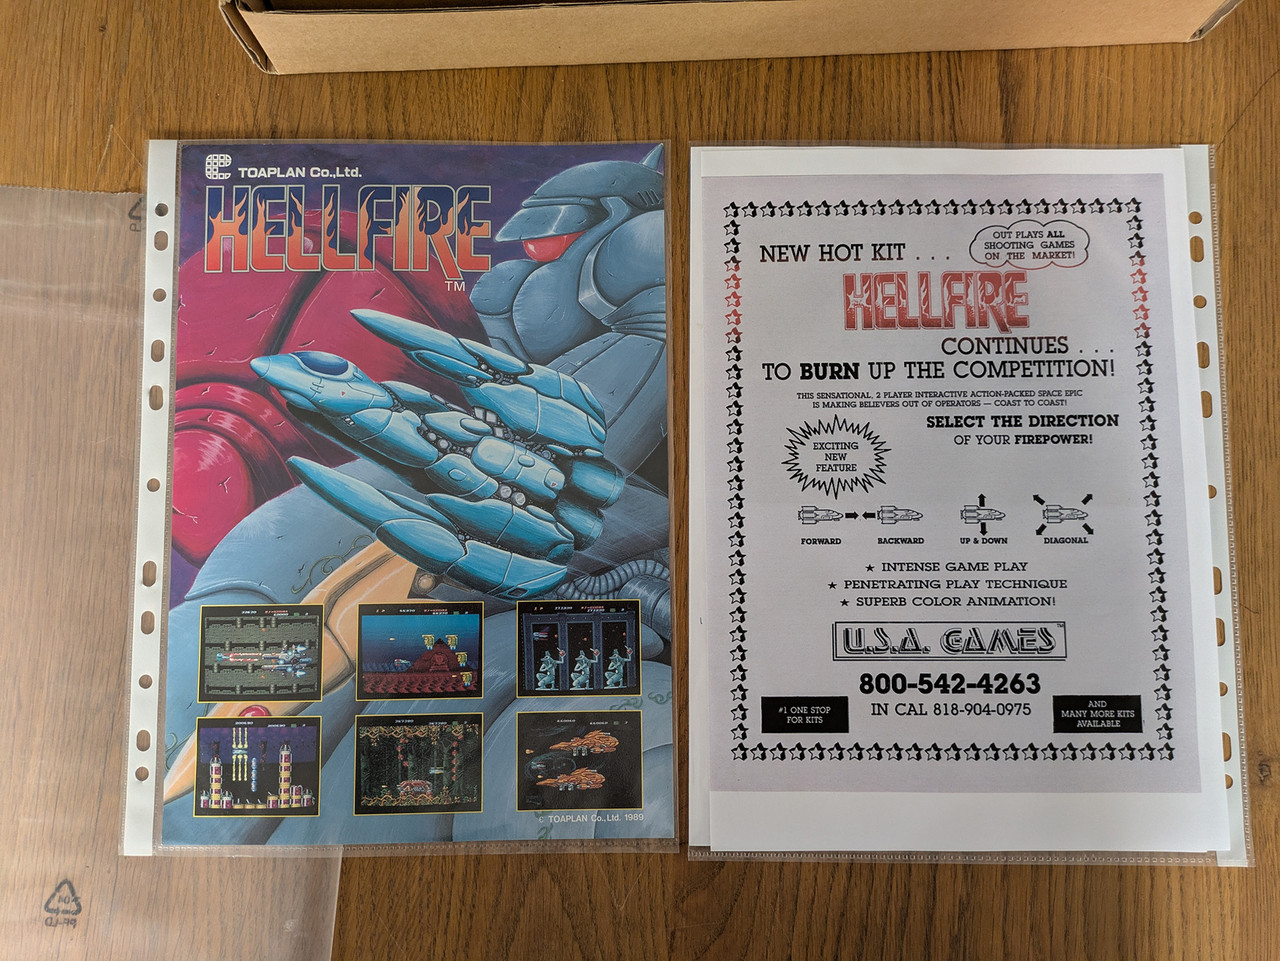 TOAPLAN Co.,Ltd.
HELLFIRE
TM
© TOAPLAN Co.,Ltd. 1989
NEW HOT KIT . . .
OUT PLAYS ALL
SHOOTING GAMES
ON THE MARKET!
HELLFIRE
CONTINUES . . .
TO BURN UP THE COMPETITION!
THIS SENSATIONAL, 2 PLAYER INTERACTIVE ACTION-PACKED SPACE EPIC
IS MAKING BELIEVERS OUT OF OPERATORS — COAST TO COAST!
SELECT THE DIRECTION
OF YOUR FIREPOWER!
EXCITING
NEW
FEATURE
FORWARD BACKWARD UP & DOWN DIAGONAL
★ INTENSE GAME PLAY
★ PENETRATING PLAY TECHNIQUE
★ SUPERB COLOR ANIMATION!
U.S.A. GAMES™
800-542-4263
IN CAL 818-904-0975
#1 ONE STOP
FOR KITS
AND
MANY MORE KITS
AVAILABLE